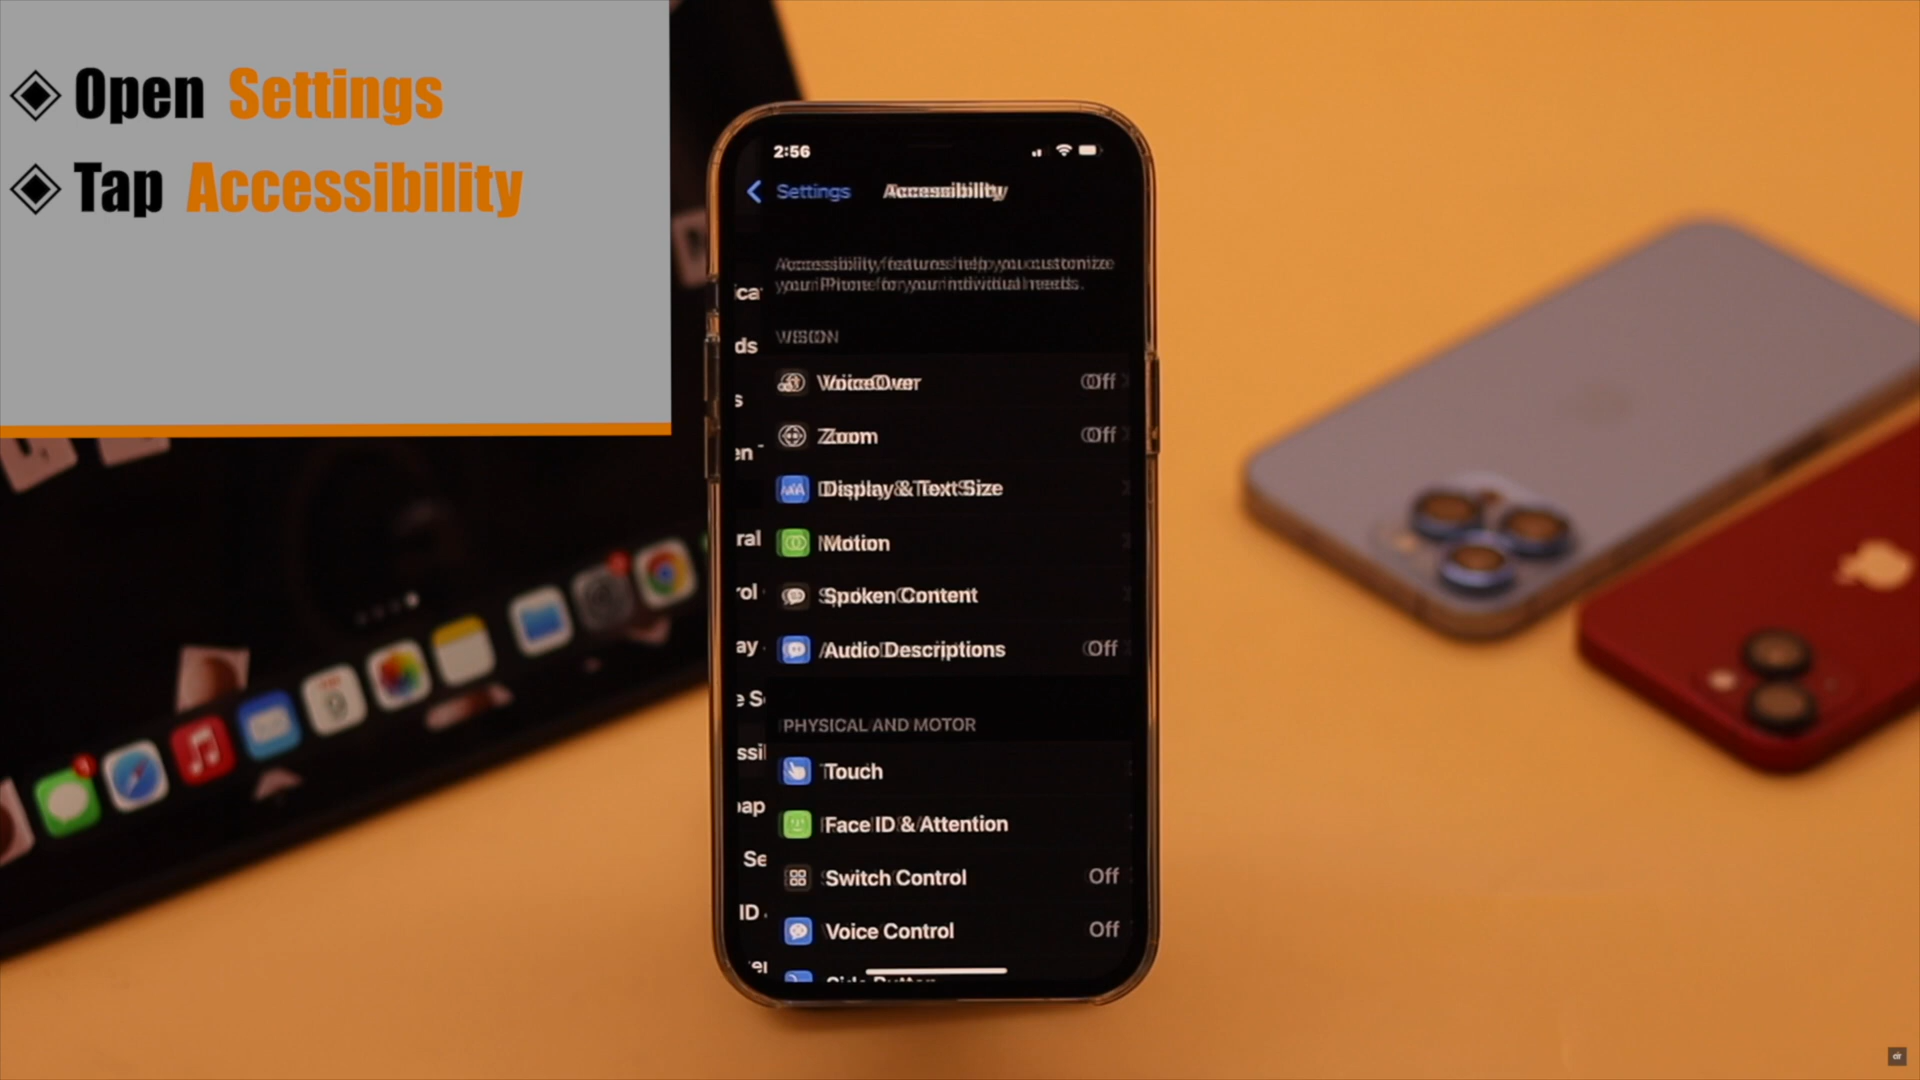 Open Settings
Tap Accessibility
2:56
Settings
Accessibility
Accessibility features help you customize
your iPhone for your individual needs.
VISION
VoiceOver Off
Zoom Off
Display & Text Size
Motion
Spoken Content
Audio Descriptions Off
PHYSICAL AND MOTOR
Touch
Face ID & Attention
Switch Control Off
Voice Control Off
Side Button